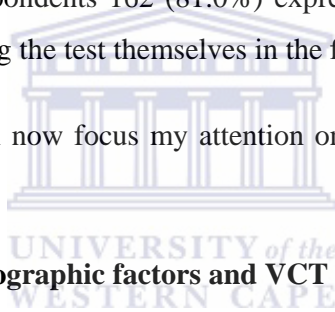 pondents 162 (81.0%) expre
g the test themselves in the f
now focus my attention or
UNIVERSITY of the
ographic factors and VCT
WESTERN CAPE